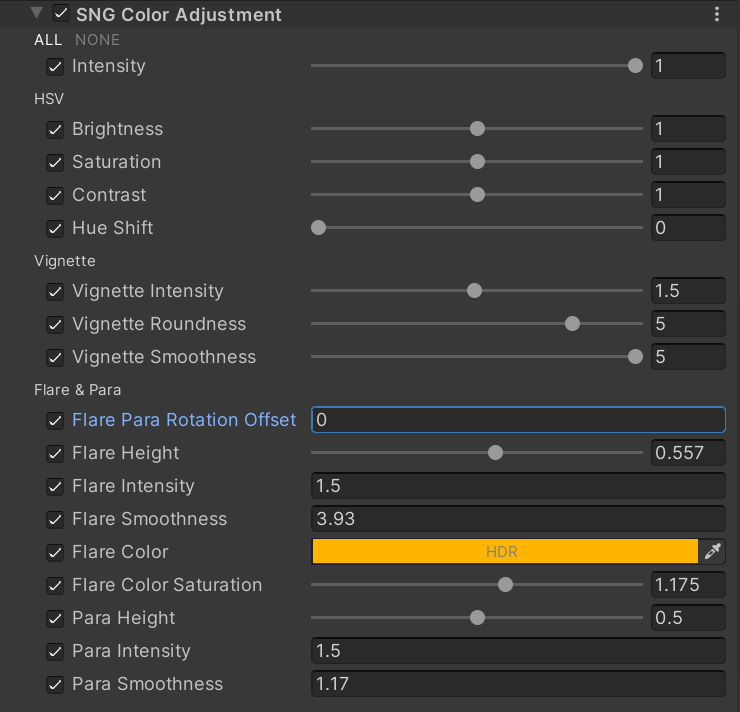 SNG Color Adjustment
ALL NONE
Intensity 1
HSV
Brightness 1
Saturation 1
Contrast 1
Hue Shift 0
Vignette
Vignette Intensity 1.5
Vignette Roundness 5
Vignette Smoothness 5
Flare & Para
Flare Para Rotation Offset 0
Flare Height 0.557
Flare Intensity 1.5
Flare Smoothness 3.93
Flare Color HDR
Flare Color Saturation 1.175
Para Height 0.5
Para Intensity 1.5
Para Smoothness 1.17